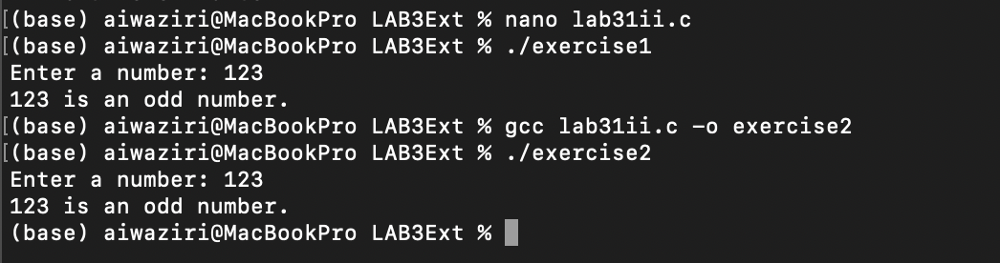 (base) aiwaziri@MacBookPro LAB3Ext % nano lab31ii.c
[(base) aiwaziri@MacBookPro LAB3Ext % ./exercise1
Enter a number: 123
123 is an odd number.
[(base) aiwaziri@MacBookPro LAB3Ext % gcc lab31ii.c -o exercise2
[(base) aiwaziri@MacBookPro LAB3Ext % ./exercise2
Enter a number: 123
123 is an odd number.
(base) aiwaziri@MacBookPro LAB3Ext %